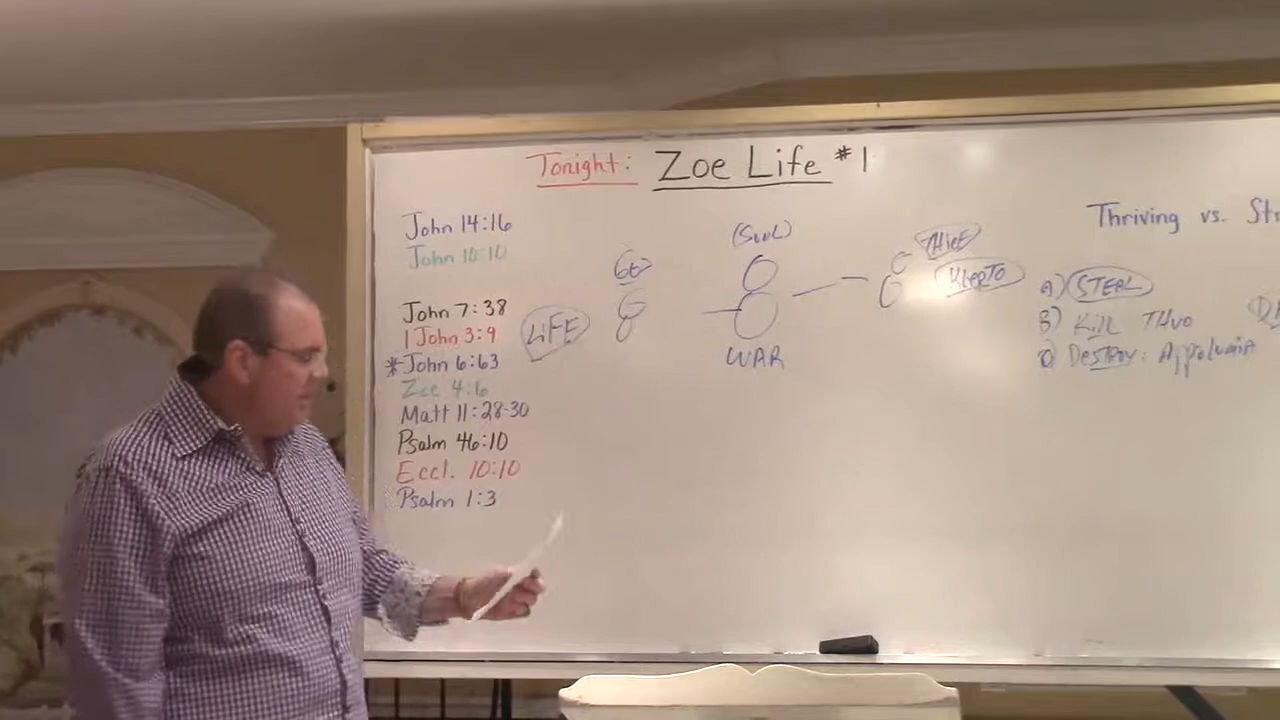 Tonight: Zoe Life #1
John 14:16
John 10:10
John 7:38
1 John 3:9
*John 6:63
Zec 4:6
Matt 11:28-30
Psalm 46:10
Eccl. 10:10
Psalm 1:3
LiFE
(SouL)
WAR
THieF
KlepTo
Thriving vs.
A) STEAL
B) Kill THuo
C) DeSTRoy: Appolumia